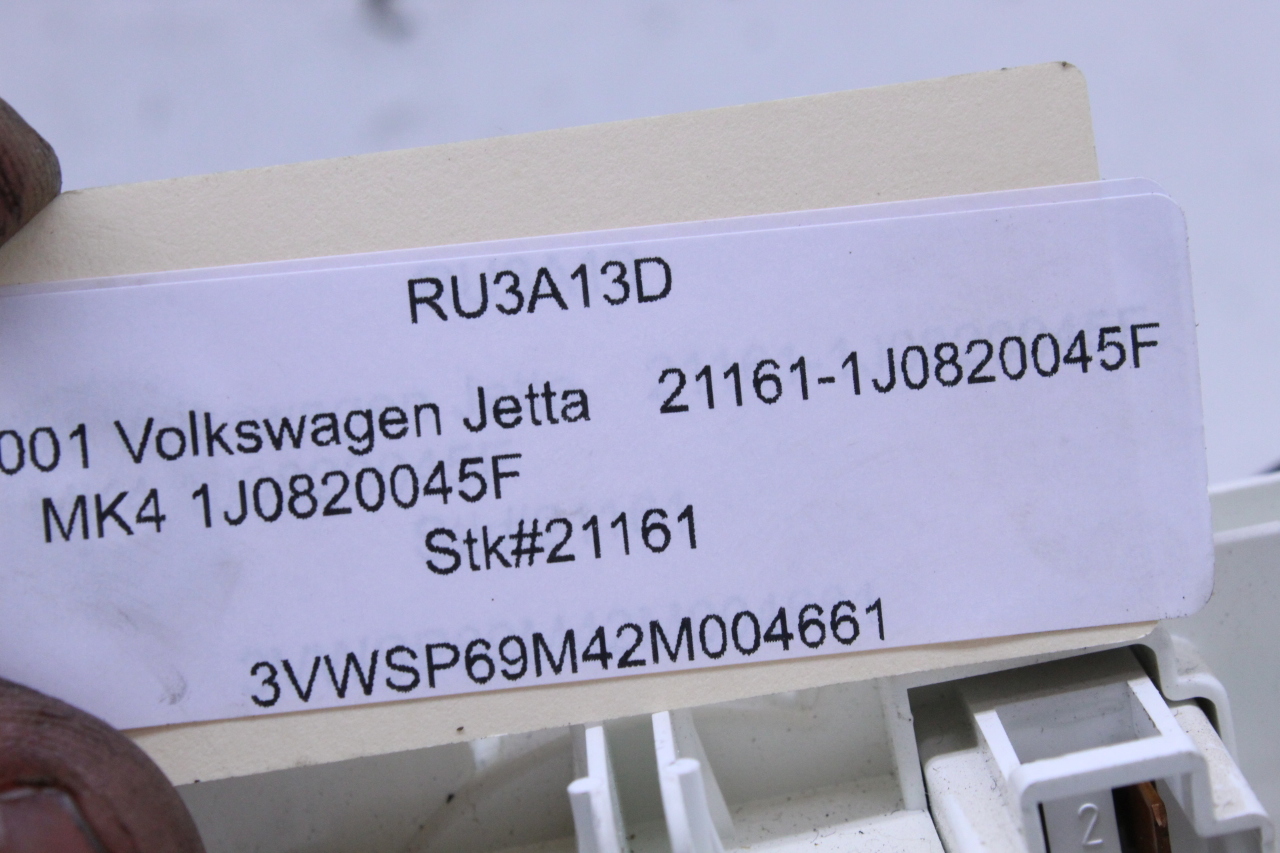 RU3A13D
001 Volkswagen Jetta 21161-1J0820045F
MK4 1J0820045F
Stk#21161
3VWSP69M42M004661
2